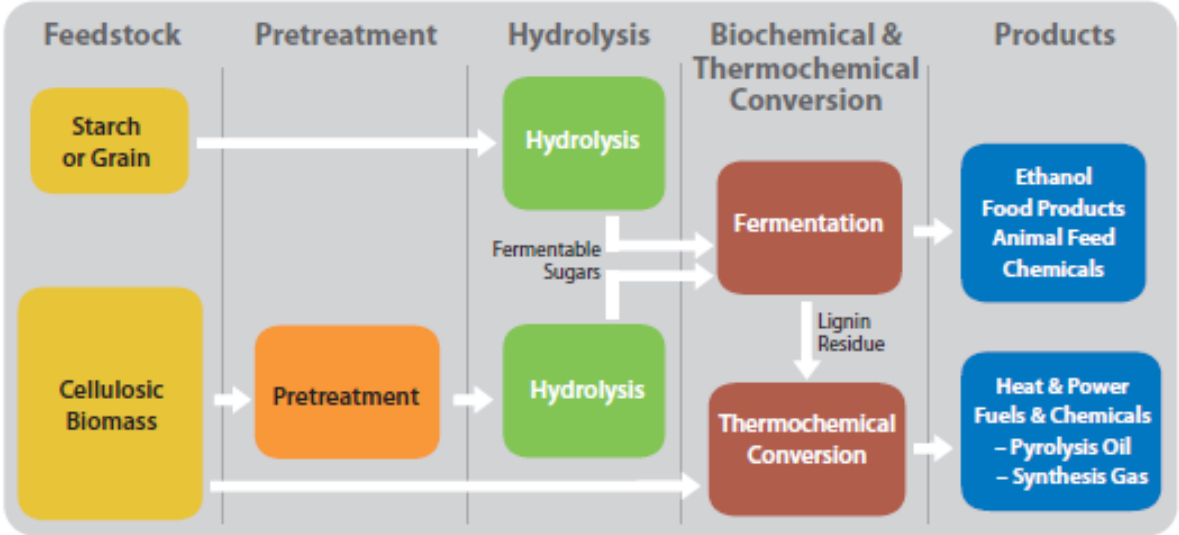 Feedstock
Pretreatment
Hydrolysis
Biochemical &
Thermochemical
Conversion
Products
Starch
or Grain
Hydrolysis
Fermentable
Sugars
Fermentation
Ethanol
Food Products
Animal Feed
Chemicals
Lignin
Residue
Cellulosic
Biomass
Pretreatment
Hydrolysis
Thermochemical
Conversion
Heat & Power
Fuels & Chemicals
– Pyrolysis Oil
– Synthesis Gas